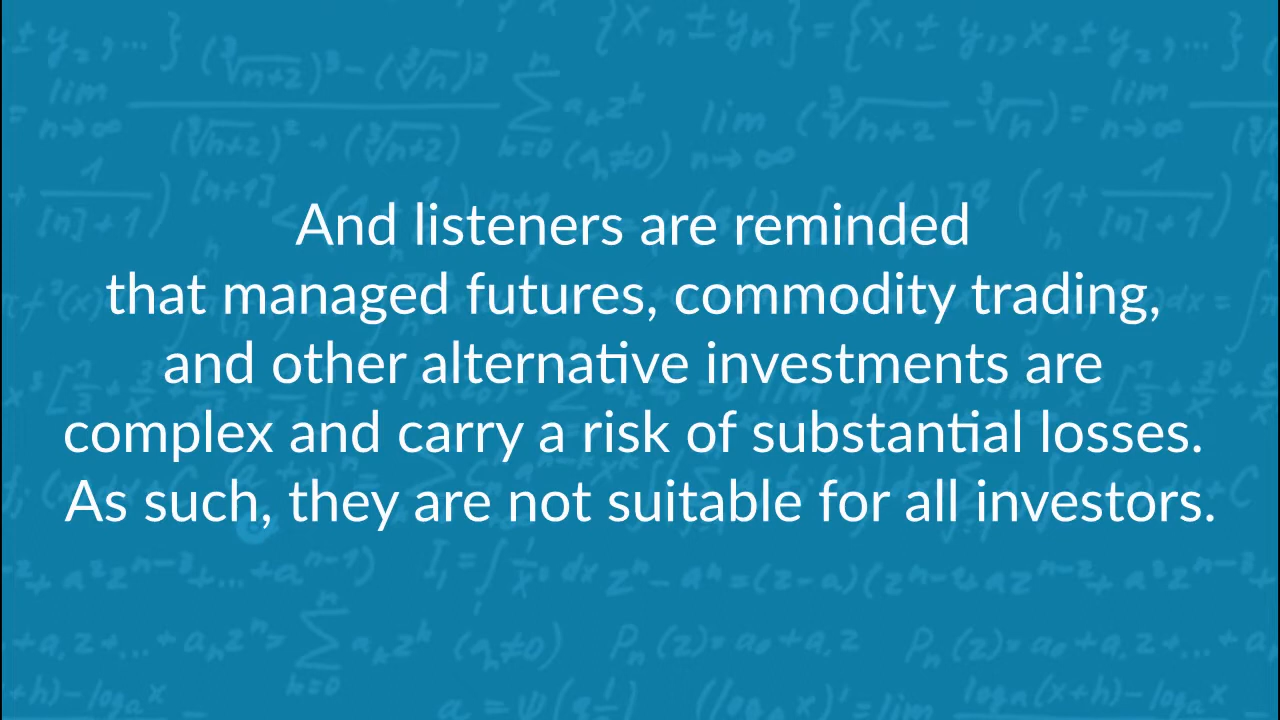 And listeners are reminded
that managed futures, commodity trading,
and other alternative investments are
complex and carry a risk of substantial losses.
As such, they are not suitable for all investors.